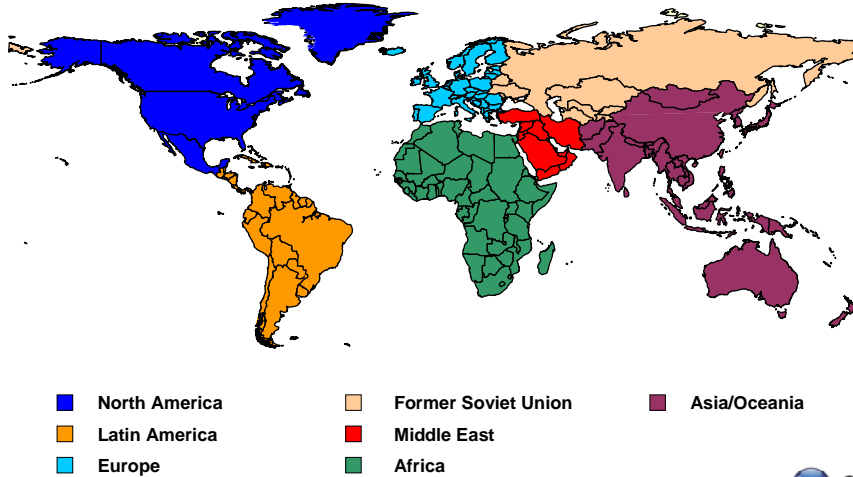 North America
Former Soviet Union
Asia/Oceania
Latin America
Middle East
Europe
Africa